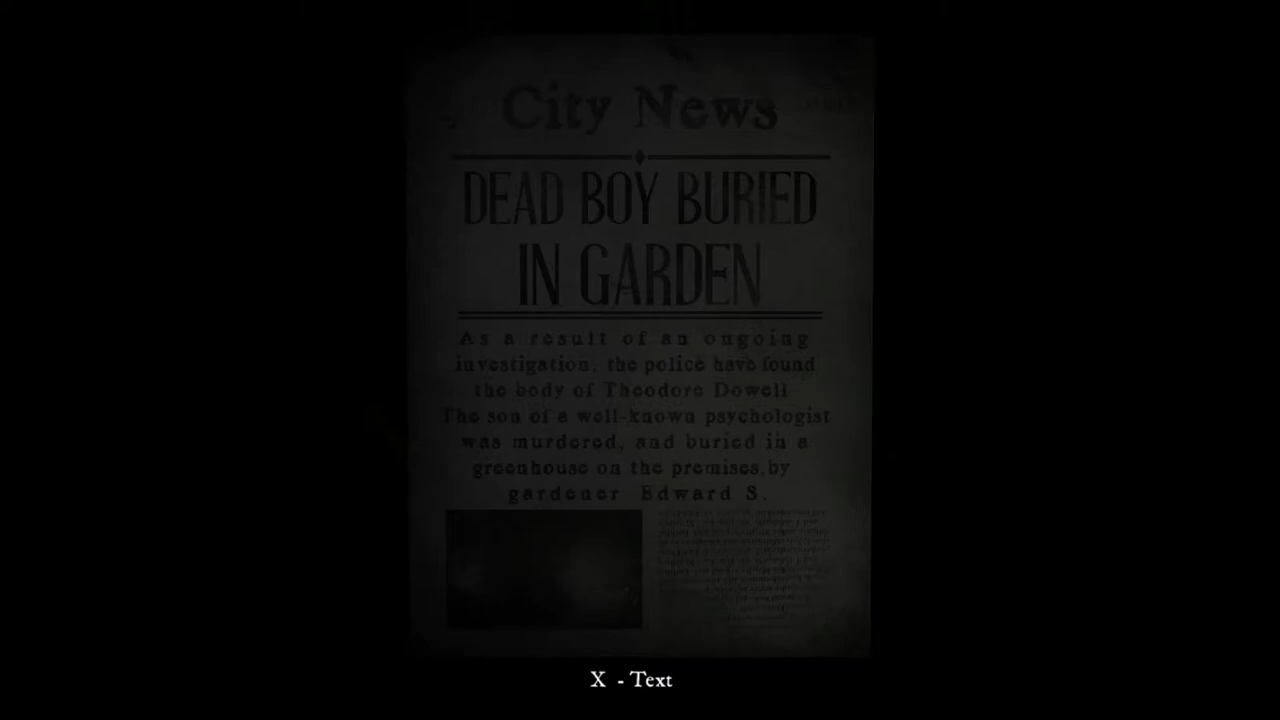 City News
DEAD BOY BURIED
IN GARDEN
As a result of an ongoing
investigation, the police have found
the body of Theodore Dowell
The son of a well-known psychologist
was murdered, and buried in a
greenhouse on the premises,by
gardener Edward S.
X - Text